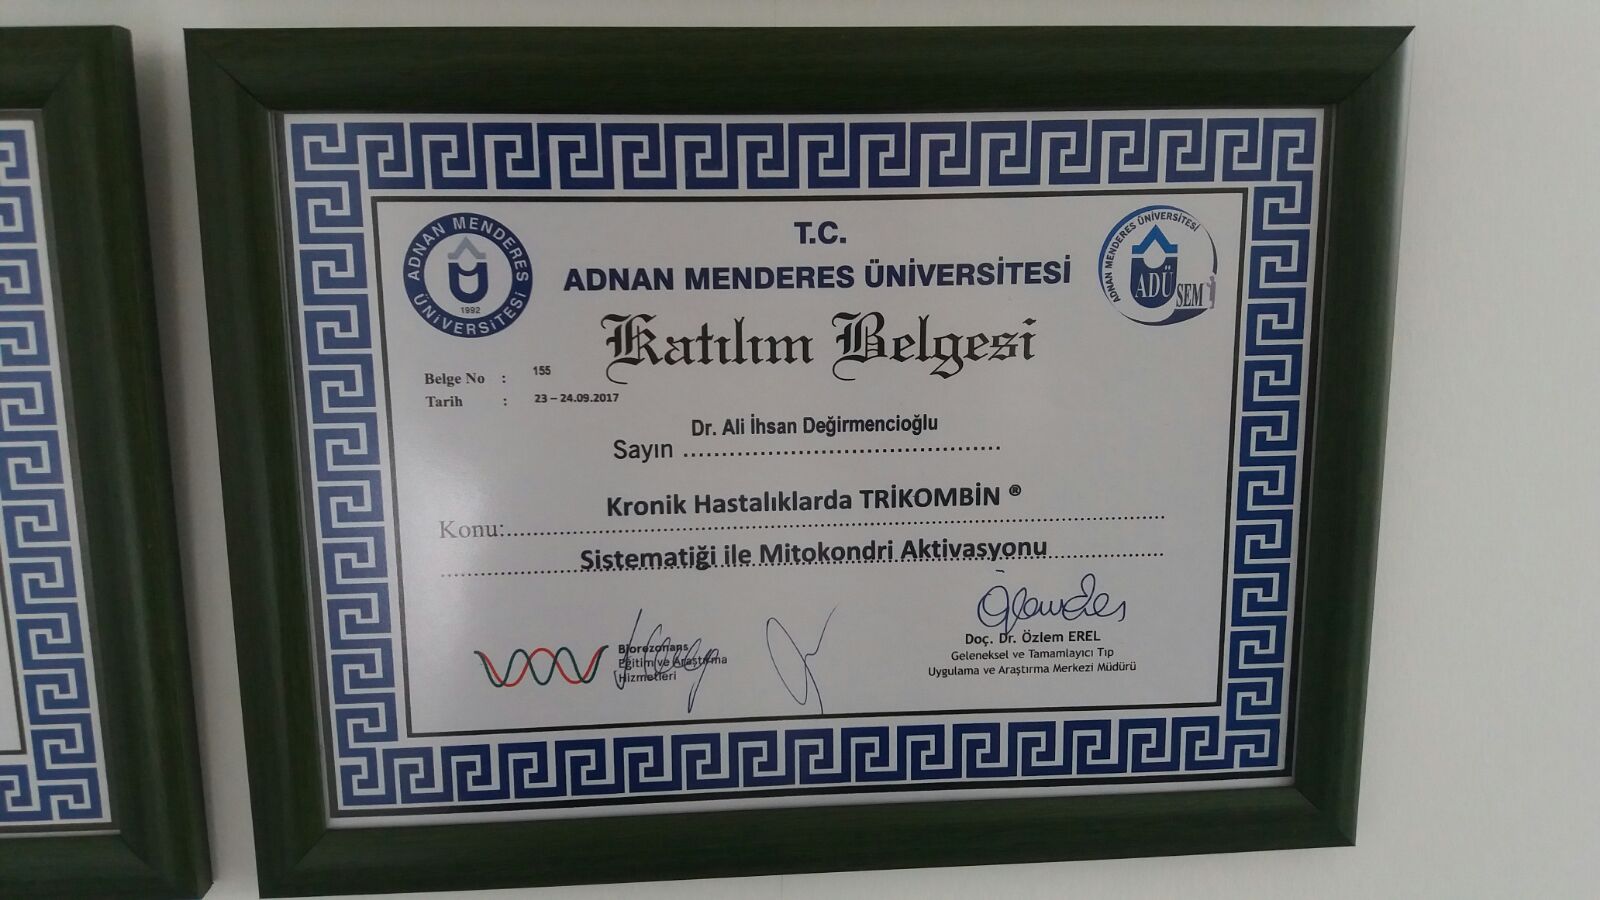 ADNAN MENDERES ÜNİVERSİTESİ
1992
T.C.
ADNAN MENDERES ÜNİVERSİTESİ
ADNAN MENDERES ÜNİVERSİTESİ
ADÜ SEM
Katılım Belgesi
Belge No : 155
Tarih : 23 – 24.09.2017
Dr. Ali İhsan Değirmencioğlu
Sayın ..........................................
Kronik Hastalıklarda TRİKOMBİN ®
Konu:..........................................
Sistematiği ile Mitokondri Aktivasyonu
Biorezonans
Eğitim ve Araştırma
Hizmetleri
Doç. Dr. Özlem EREL
Geleneksel ve Tamamlayıcı Tıp
Uygulama ve Araştırma Merkezi Müdürü